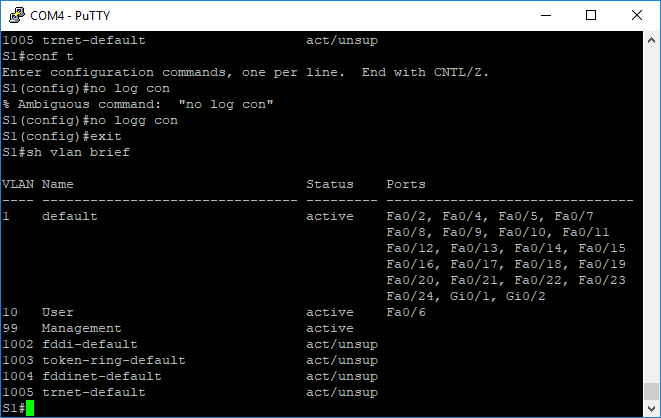 COM4 - PuTTY
1005 trnet-default                    act/unsup
S1#conf t
Enter configuration commands, one per line.  End with CNTL/Z.
S1(config)#no log con
% Ambiguous command:  "no log con"
S1(config)#no logg con
S1(config)#exit
S1#sh vlan brief

VLAN Name                             Status    Ports
---- -------------------------------- --------- -------------------------------
1    default                          active    Fa0/2, Fa0/4, Fa0/5, Fa0/7
                                                Fa0/8, Fa0/9, Fa0/10, Fa0/11
                                                Fa0/12, Fa0/13, Fa0/14, Fa0/15
                                                Fa0/16, Fa0/17, Fa0/18, Fa0/19
                                                Fa0/20, Fa0/21, Fa0/22, Fa0/23
                                                Fa0/24, Gi0/1, Gi0/2
10   User                             active    Fa0/6
99   Management                       active
1002 fddi-default                     act/unsup
1003 token-ring-default               act/unsup
1004 fddinet-default                  act/unsup
1005 trnet-default                    act/unsup
S1#